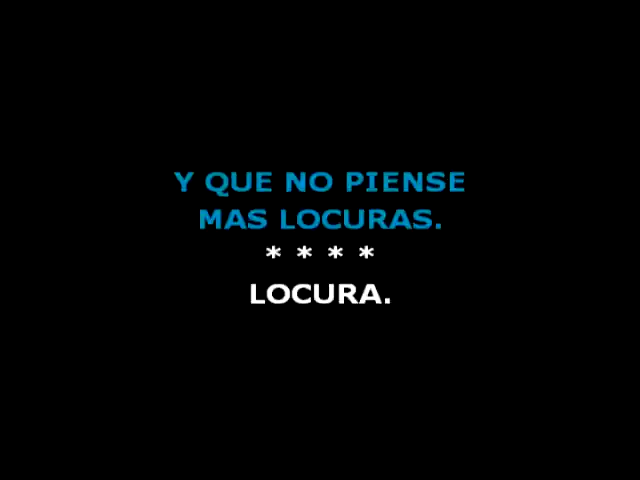 Y QUE NO PIENSE
MAS LOCURAS.
* * * *
LOCURA.